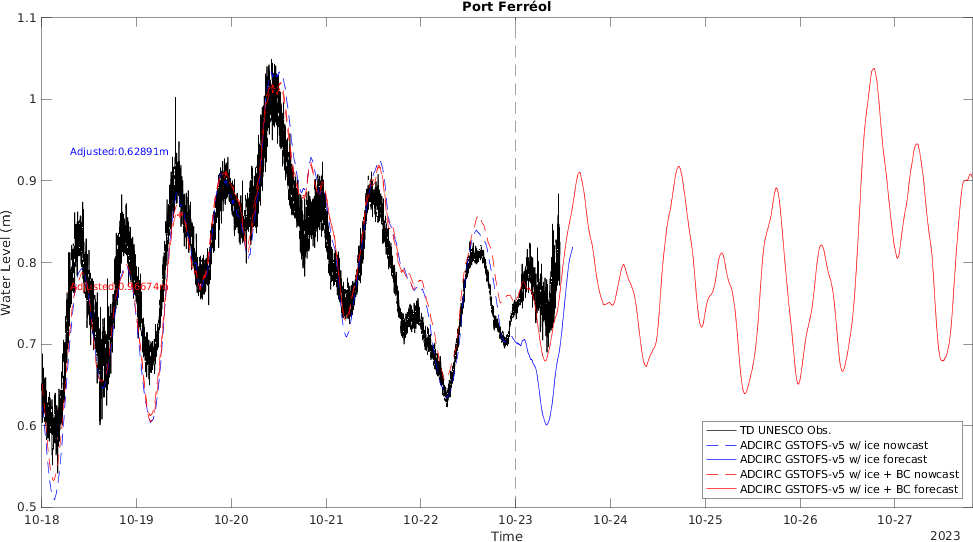 Port Ferréol
Water Level (m)
1.1
1
0.9
0.8
0.7
0.6
0.5
Adjusted:0.62891m
TD UNESCO Obs.
ADCIRC GSTOFS-v5 w/ ice nowcast
ADCIRC GSTOFS-v5 w/ ice forecast
ADCIRC GSTOFS-v5 w/ ice + BC nowcast
ADCIRC GSTOFS-v5 w/ ice + BC forecast
10-18 10-19 10-20 10-21 10-22 10-23 10-24 10-25 10-26 10-27
Time
2023